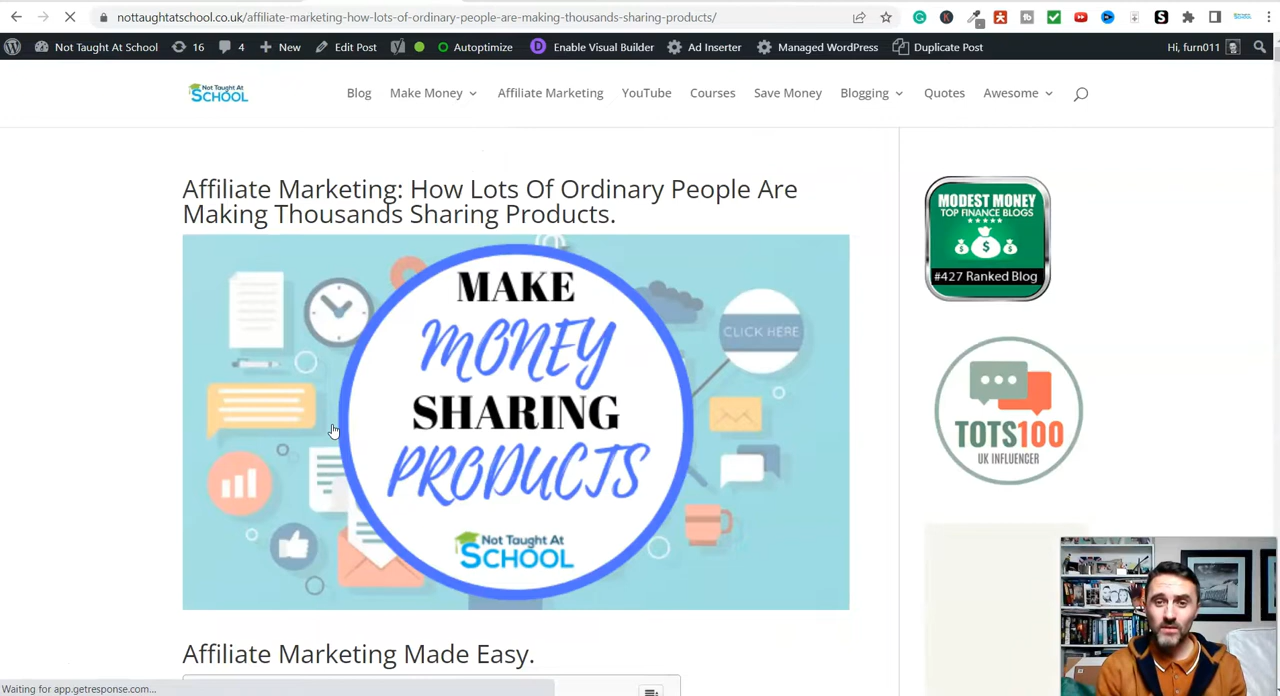 nottaughtatschool.co.uk/affiliate-marketing-how-lots-of-ordinary-people-are-making-thousands-sharing-products/
Not Taught At School 16 4 New Edit Post Autoptimize Enable Visual Builder Ad Inserter Managed WordPress Duplicate Post Hi, furn011
Not Taught At
SCHOOL
Blog Make Money Affiliate Marketing YouTube Courses Save Money Blogging Quotes Awesome
Affiliate Marketing: How Lots Of Ordinary People Are
Making Thousands Sharing Products.
MAKE
MONEY
SHARING
PRODUCTS
Not Taught At
SCHOOL
CLICK HERE
MODEST MONEY
TOP FINANCE BLOGS
#427 Ranked Blog
TOTS100
UK INFLUENCER
Affiliate Marketing Made Easy.
Waiting for app.getresponse.com...